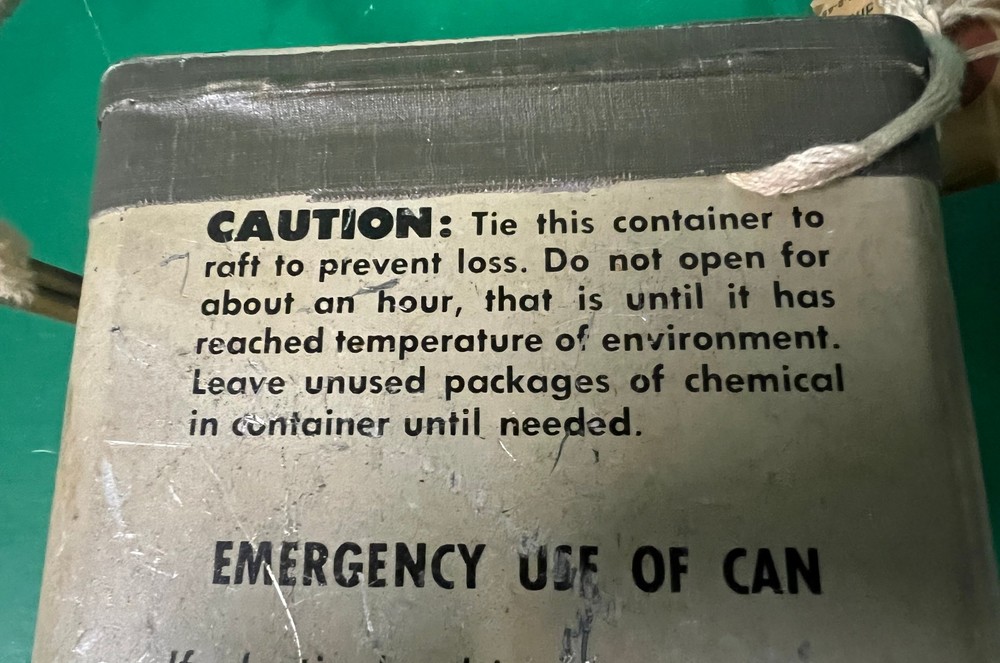 CAUTION: Tie this container to
raft to prevent loss. Do not open for
about an hour, that is until it has
reached temperature of environment.
Leave unused packages of chemical
in container until needed.
EMERGENCY USE OF CAN